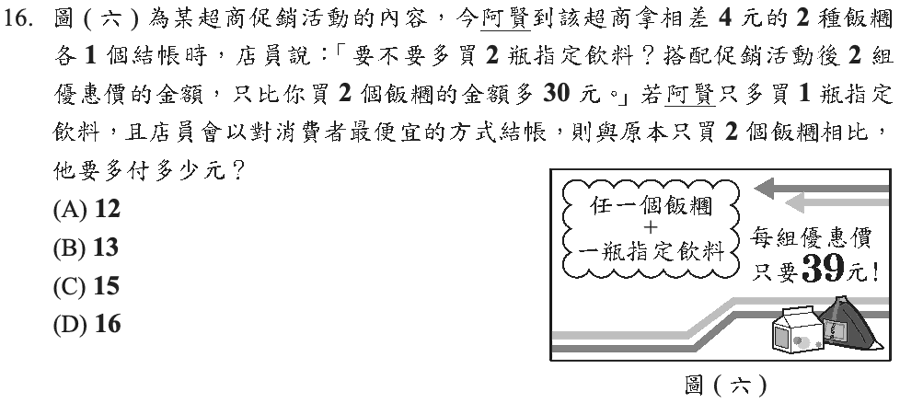 16. 圖(六)為某超商促銷活動的內容，今阿賢到該超商拿相差 4 元的 2 種飯糰
各 1 個結帳時，店員說：「要不要多買 2 瓶指定飲料？搭配促銷活動後 2 組
優惠價的金額，只比你買 2 個飯糰的金額多 30 元。」若阿賢只多買 1 瓶指定
飲料，且店員會以對消費者最便宜的方式結帳，則與原本只買 2 個飯糰相比，
他要多付多少元？
(A) 12
(B) 13
(C) 15
(D) 16
任一個飯糰
+
一瓶指定飲料
每組優惠價
只要39元!
圖(六)